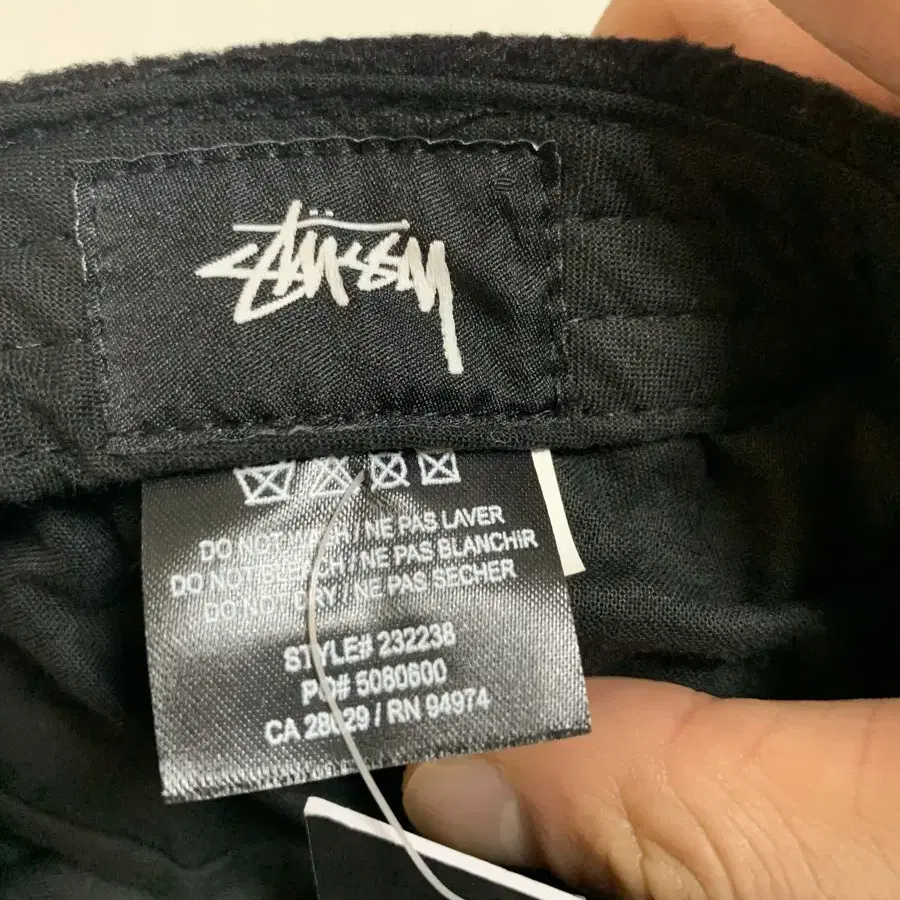 Stüssy
DO NOT WASH / NE PAS LAVER
DO NOT BLEACH / NE PAS BLANCHIR
DO NOT DRY / NE PAS SECHER
STYLE# 232238
PO# 5080600
CA 28029 / RN 94974